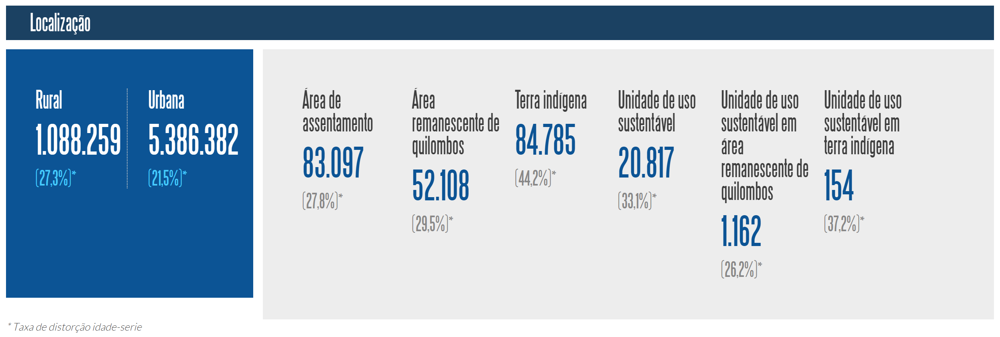 Localização
Rural
1.088.259
(27,3%)*
Urbana
5.386.382
(21,5%)*
Área de
assentamento
83.097
(27,8%)*
Área
remanescente de
quilombos
52.108
(29,5%)*
Terra indígena
84.785
(44,2%)*
Unidade de uso
sustentável
20.817
(33,1%)*
Unidade de uso
sustentável em
área
remanescente de
quilombos
1.162
(26,2%)*
Unidade de uso
sustentável em
terra indígena
154
(37,2%)*
* Taxa de distorção idade-serie